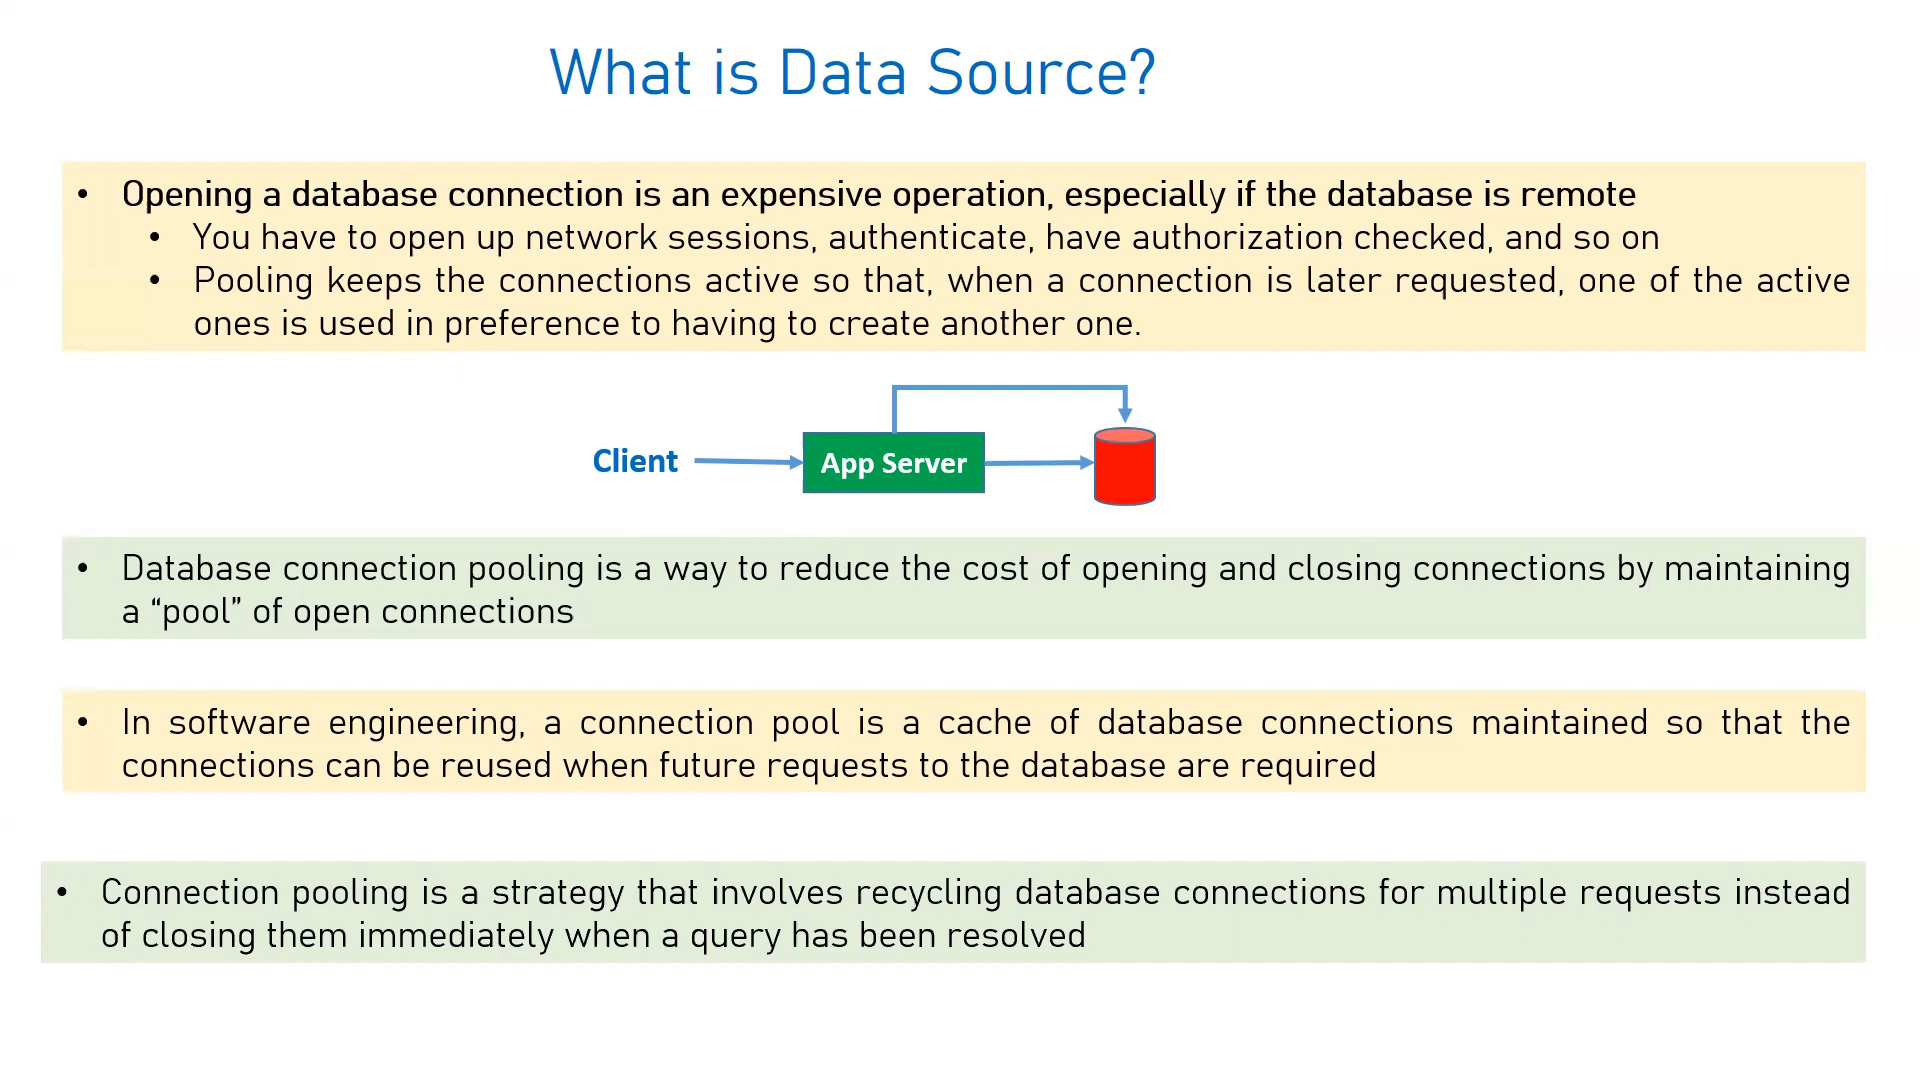 What is Data Source?
• Opening a database connection is an expensive operation, especially if the database is remote
• You have to open up network sessions, authenticate, have authorization checked, and so on
• Pooling keeps the connections active so that, when a connection is later requested, one of the active
ones is used in preference to having to create another one.
Client
App Server
• Database connection pooling is a way to reduce the cost of opening and closing connections by maintaining
a “pool” of open connections
• In software engineering, a connection pool is a cache of database connections maintained so that the
connections can be reused when future requests to the database are required
• Connection pooling is a strategy that involves recycling database connections for multiple requests instead
of closing them immediately when a query has been resolved